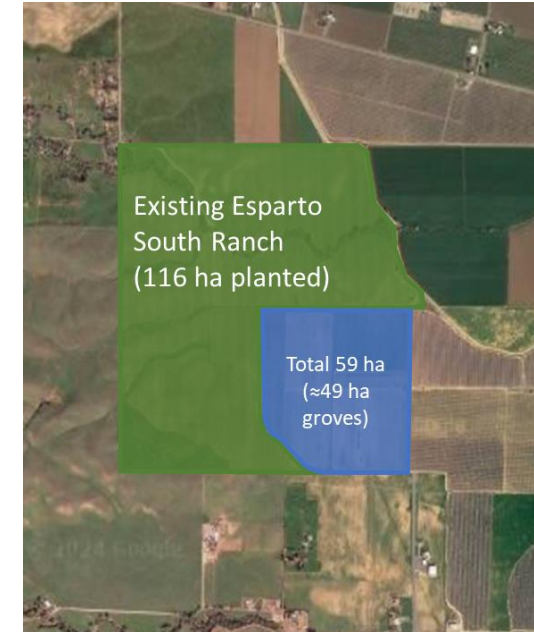 Existing Esparto
South Ranch
(116 ha planted)
Total 59 ha
(≈49 ha
groves)
2024 Google